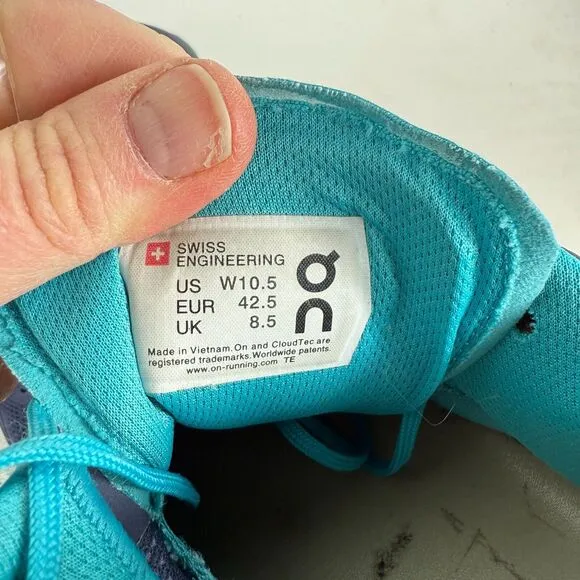 SWISS
ENGINEERING
US W10.5
EUR 42.5
UK 8.5
On
Made in Vietnam.On and CloudTec are
registered trademarks.Worldwide patents.
www.on-running.com TE